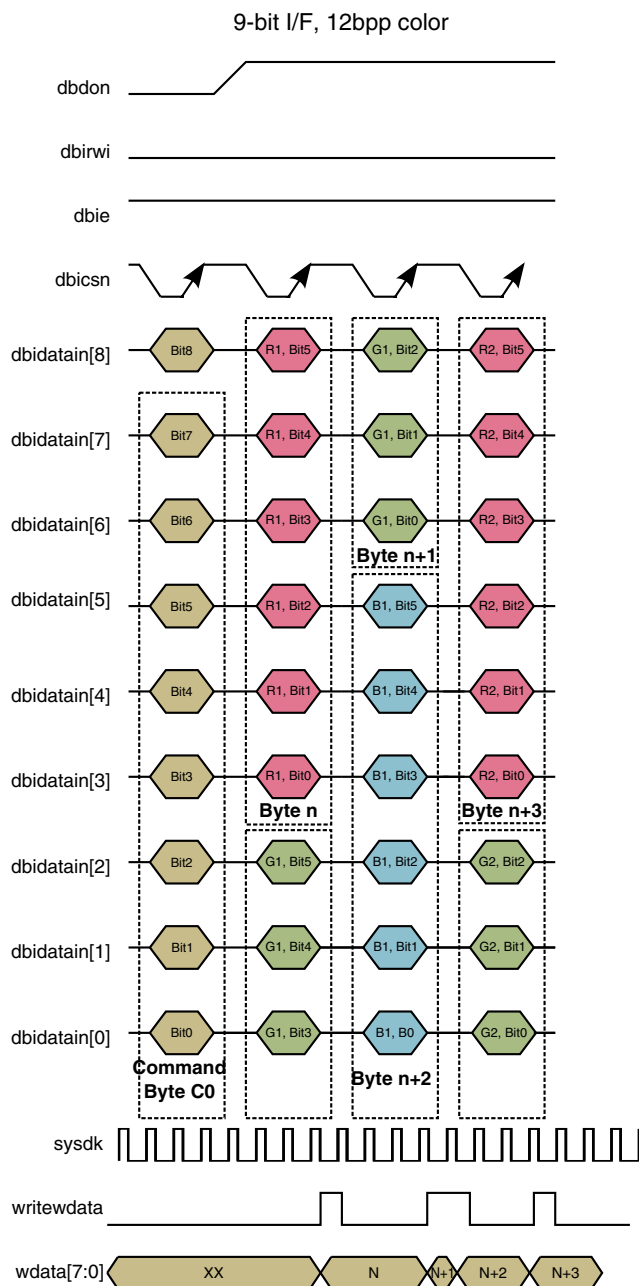 9-bit I/F, 12bpp color
dbdon
dbirwi
dbie
dbicsn
dbidatain[8] Bit8 R1, Bit5 G1, Bit2 R2, Bit5
dbidatain[7] Bit7 R1, Bit4 G1, Bit1 R2, Bit4
dbidatain[6] Bit6 R1, Bit3 G1, Bit0 R2, Bit3
Byte n+1
dbidatain[5] Bit5 R1, Bit2 B1, Bit5 R2, Bit2
dbidatain[4] Bit4 R1, Bit1 B1, Bit4 R2, Bit1
dbidatain[3] Bit3 R1, Bit0 B1, Bit3 R2, Bit0
Byte n Byte n+3
dbidatain[2] Bit2 G1, Bit5 B1, Bit2 G2, Bit2
dbidatain[1] Bit1 G1, Bit4 B1, Bit1 G2, Bit1
dbidatain[0] Bit0 G1, Bit3 B1, B0 G2, Bit0
Command
Byte C0 Byte n+2
sysdk
writewdata
wdata[7:0] XX N N+1 N+2 N+3